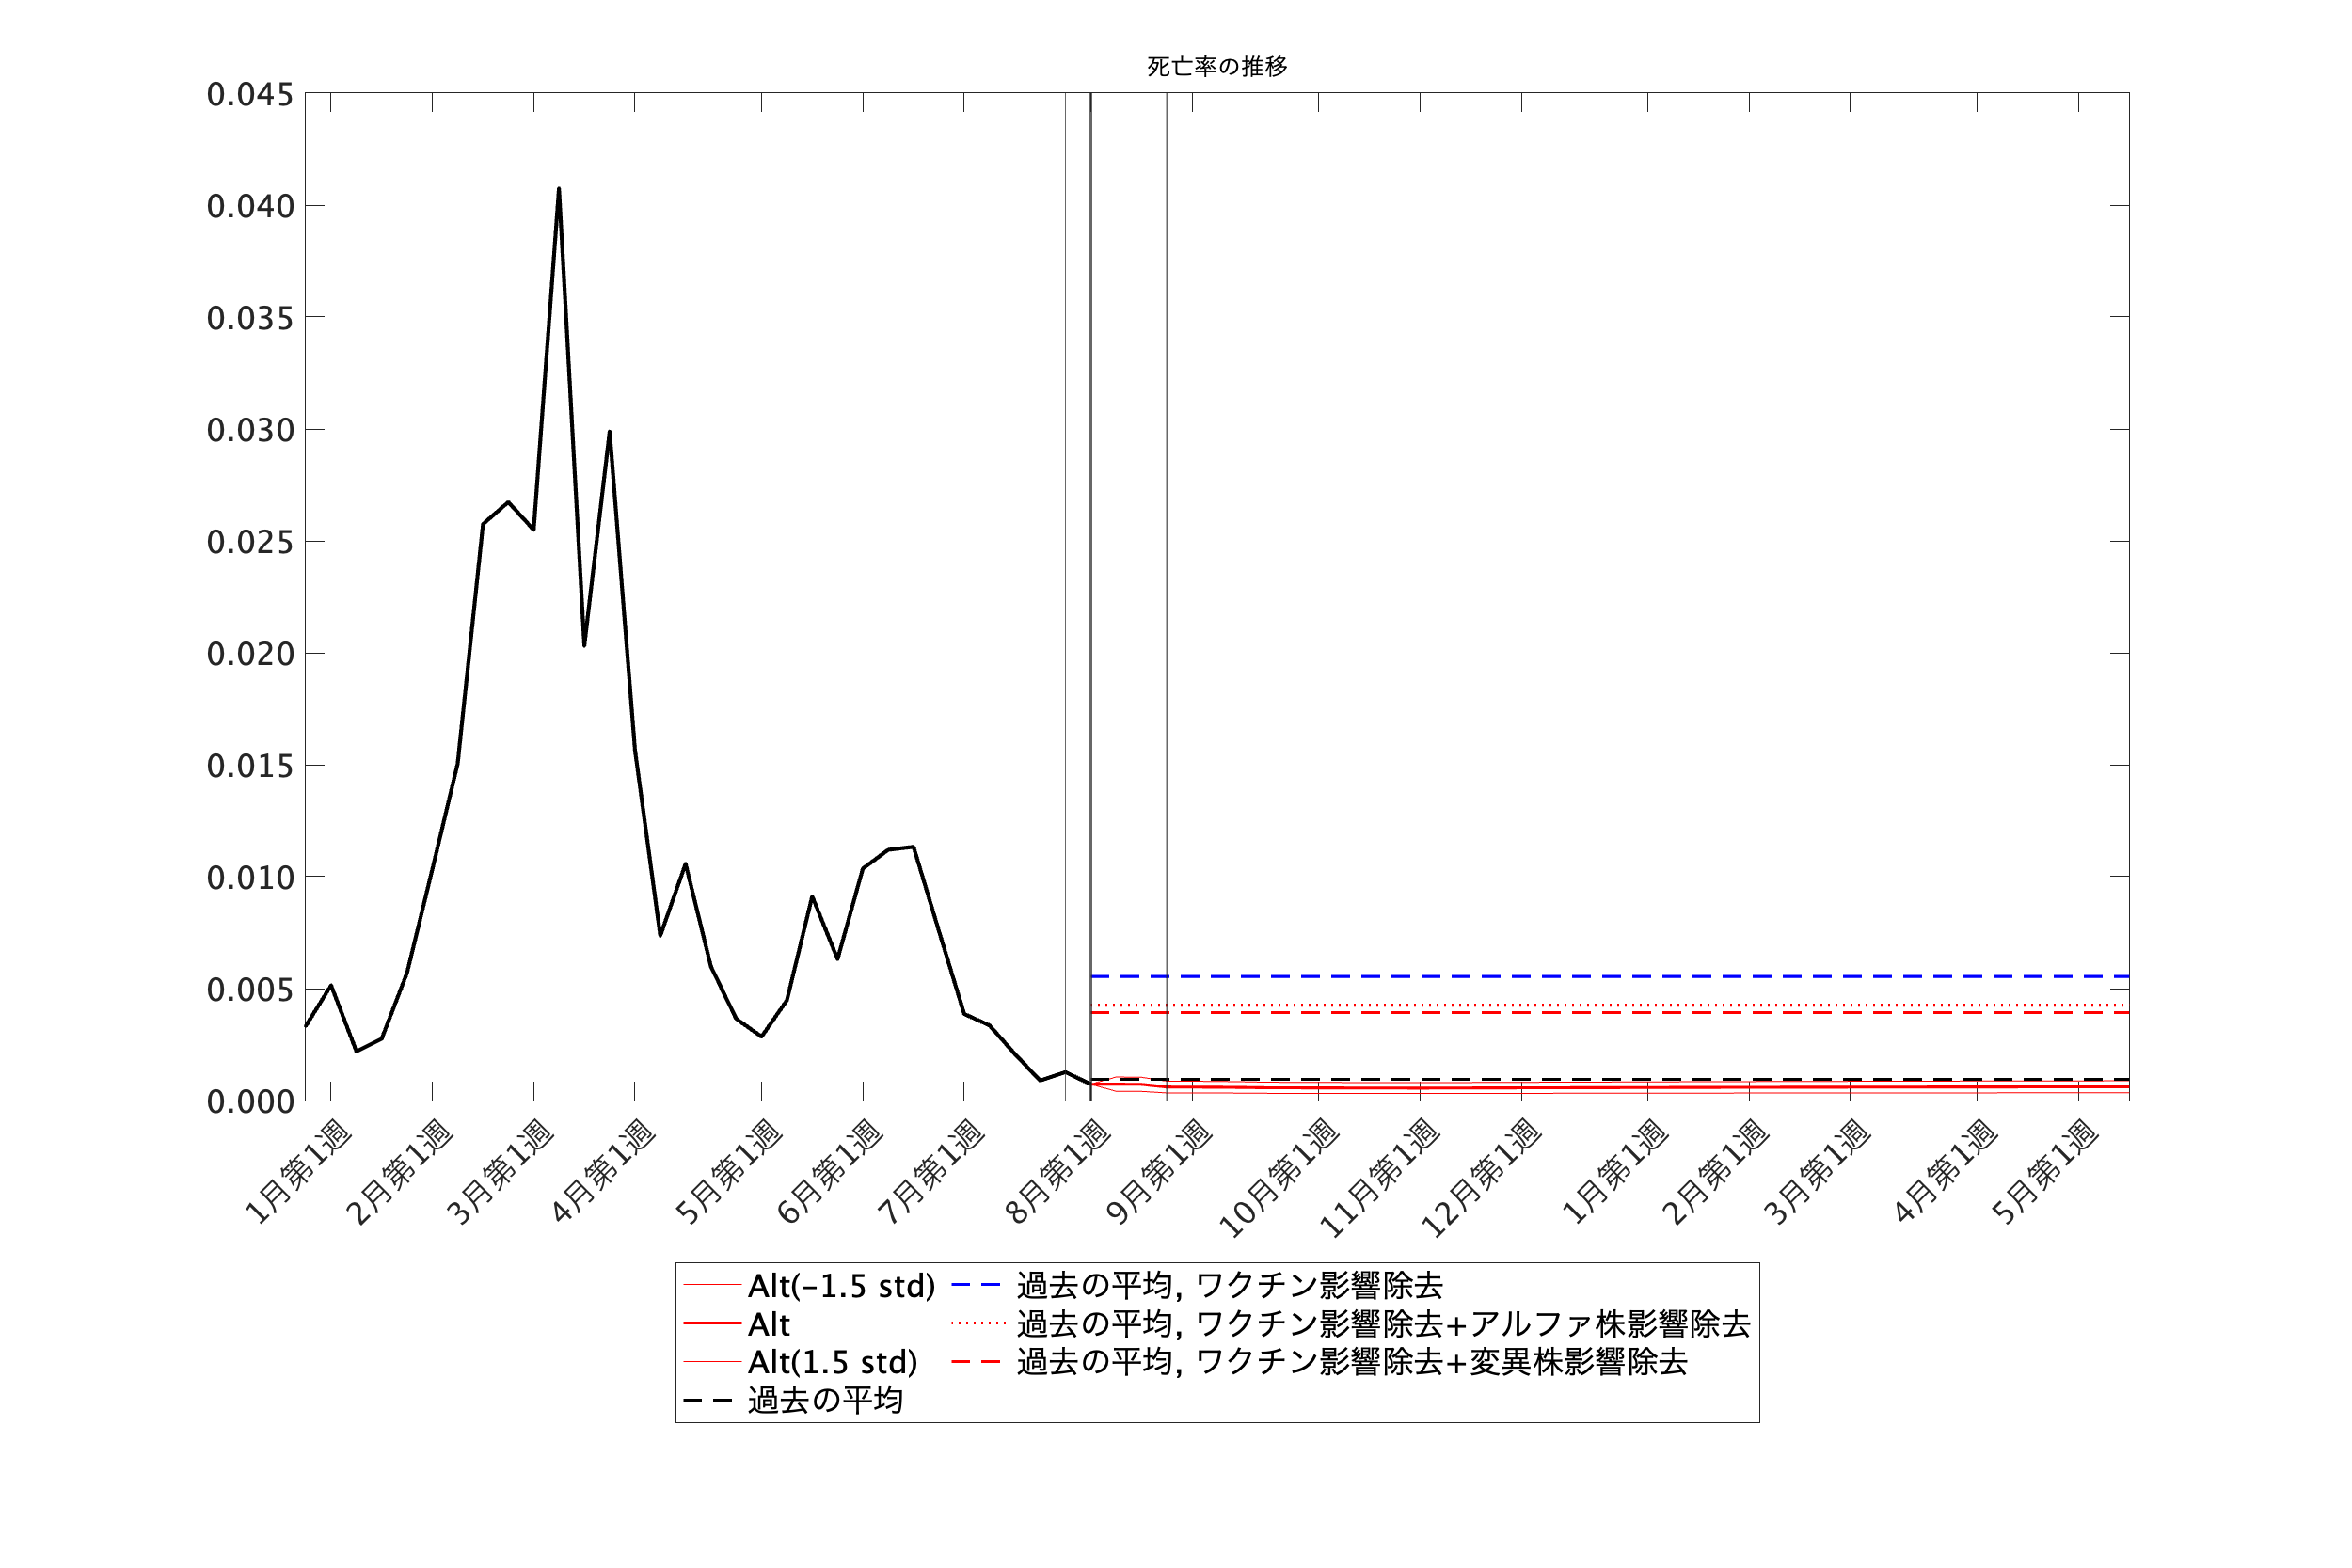 死亡率の推移
0.045
0.040
0.035
0.030
0.025
0.020
0.015
0.010
0.005
0.000
1月第1週
2月第1週
3月第1週
4月第1週
5月第1週
6月第1週
7月第1週
8月第1週
9月第1週
10月第1週
11月第1週
12月第1週
1月第1週
2月第1週
3月第1週
4月第1週
5月第1週
Alt(-1.5 std)
Alt
Alt(1.5 std)
過去の平均
過去の平均, ワクチン影響除去
過去の平均, ワクチン影響除去+アルファ株影響除去
過去の平均, ワクチン影響除去+変異株影響除去